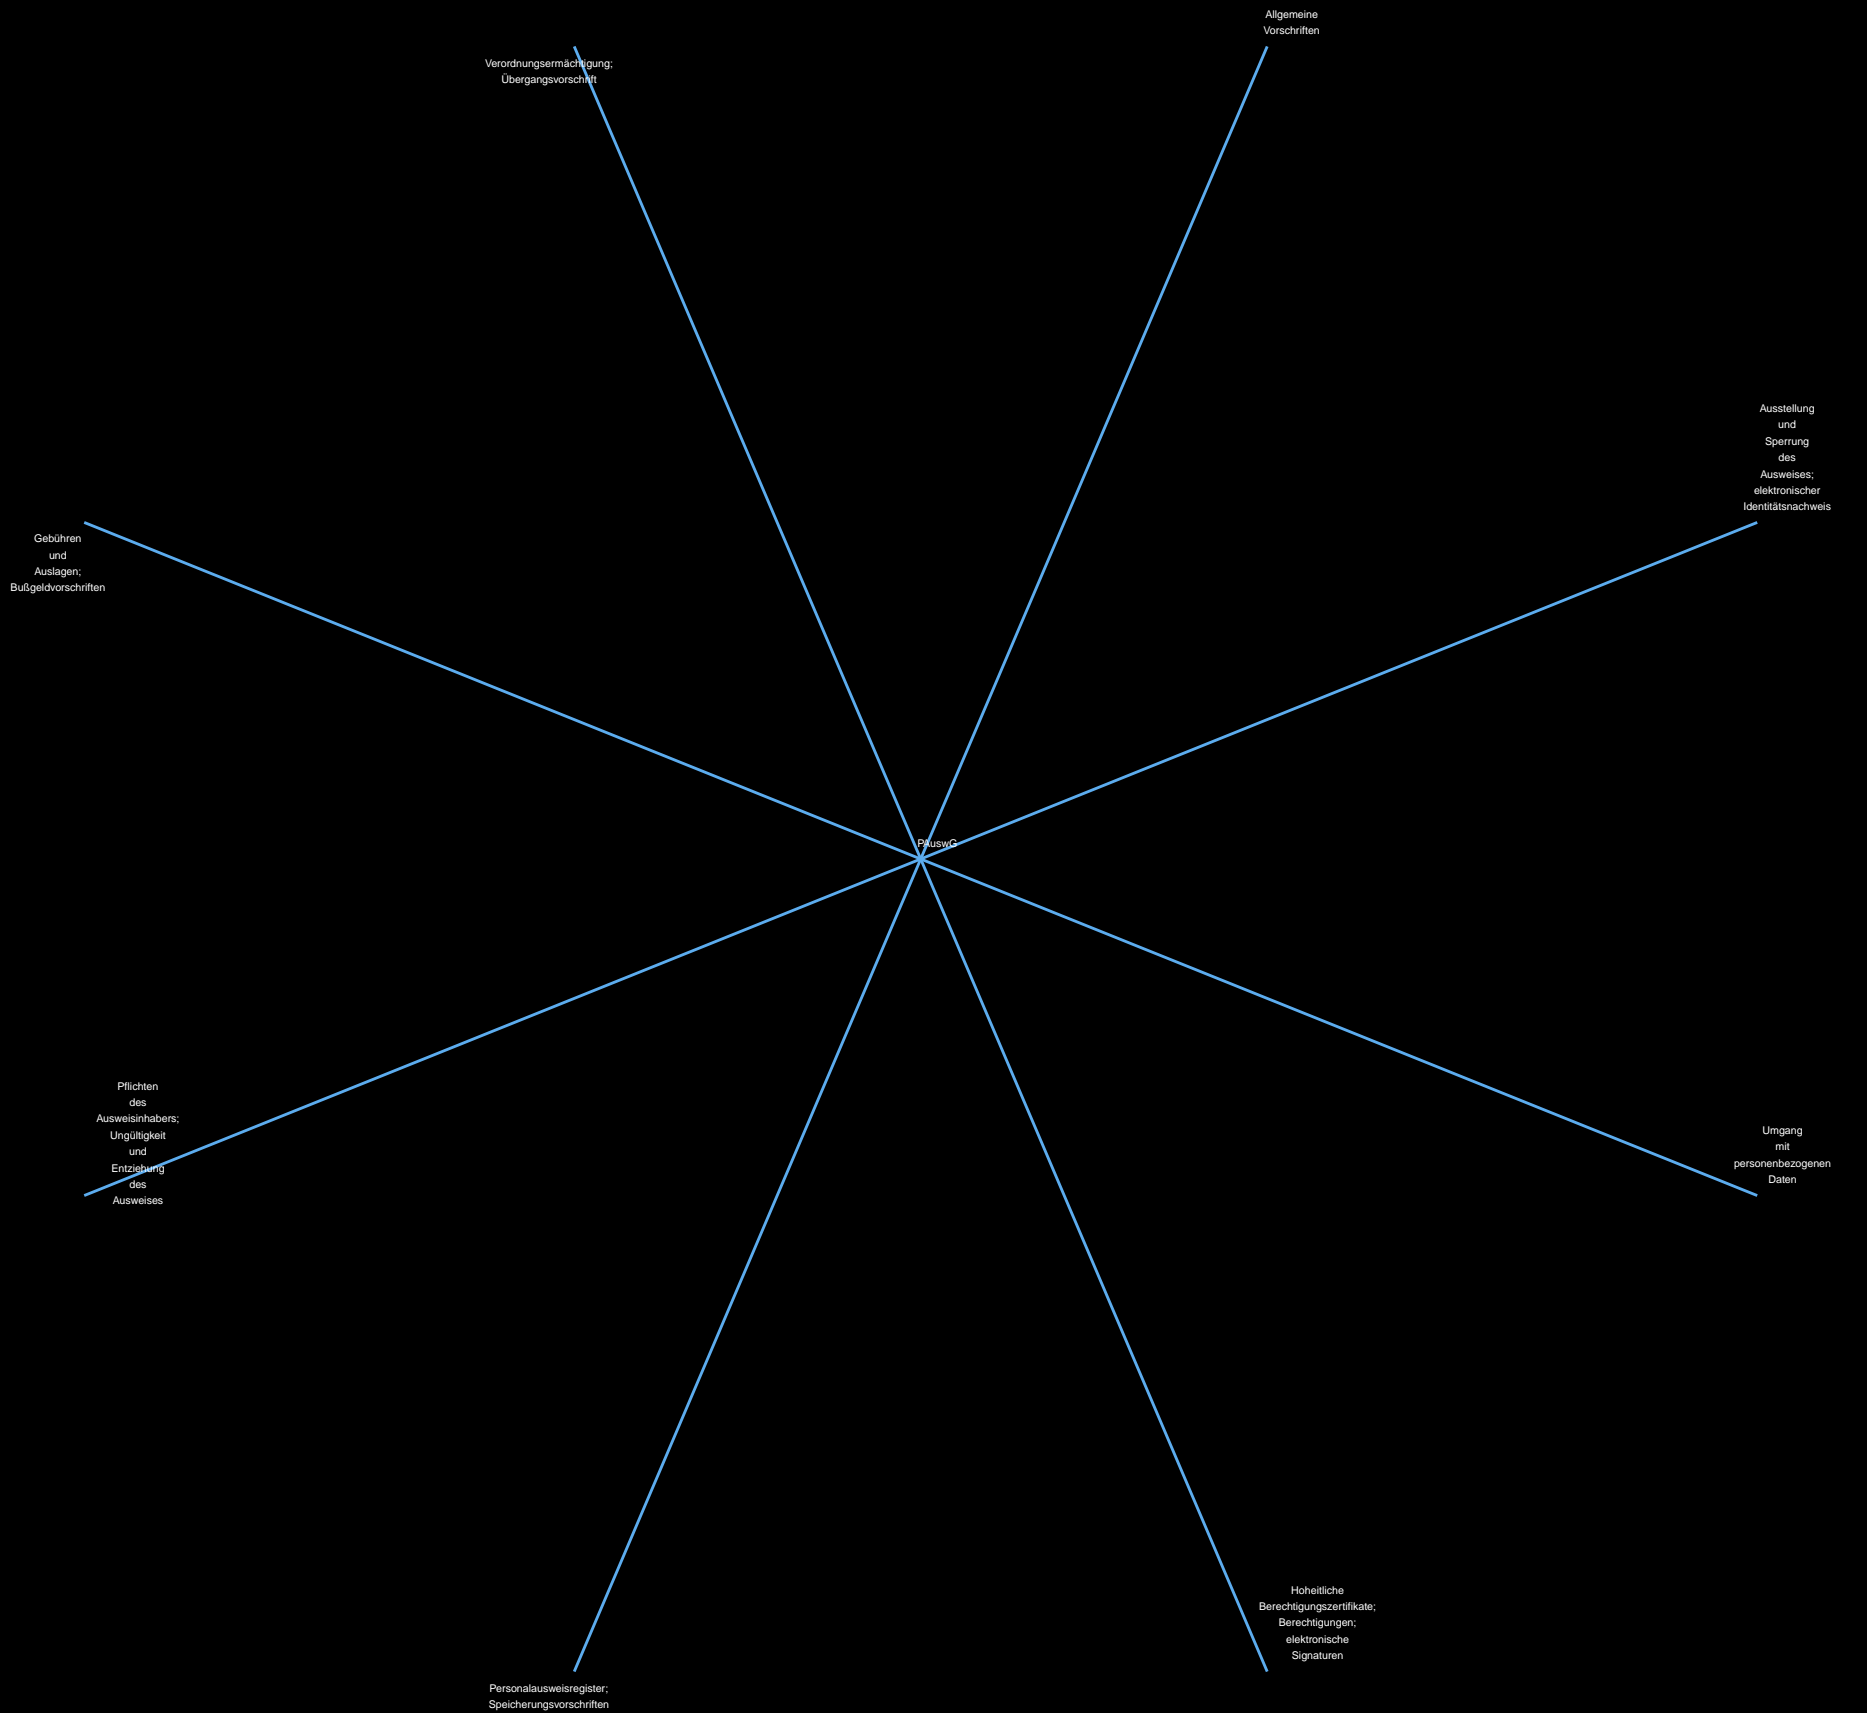 Allgemeine
Vorschriften
Verordnungsermächtigung;
Übergangsvorschrift
Ausstellung
und
Sperrung
des
Ausweises;
elektronischer
Identitätsnachweis
Gebühren
und
Auslagen;
Bußgeldvorschriften
PAuswG
Pflichten
des
Ausweisinhabers;
Ungültigkeit
und
Entziehung
des
Ausweises
Umgang
mit
personenbezogenen
Daten
Hoheitliche
Berechtigungszertifikate;
Berechtigungen;
elektronische
Signaturen
Personalausweisregister;
Speicherungsvorschriften